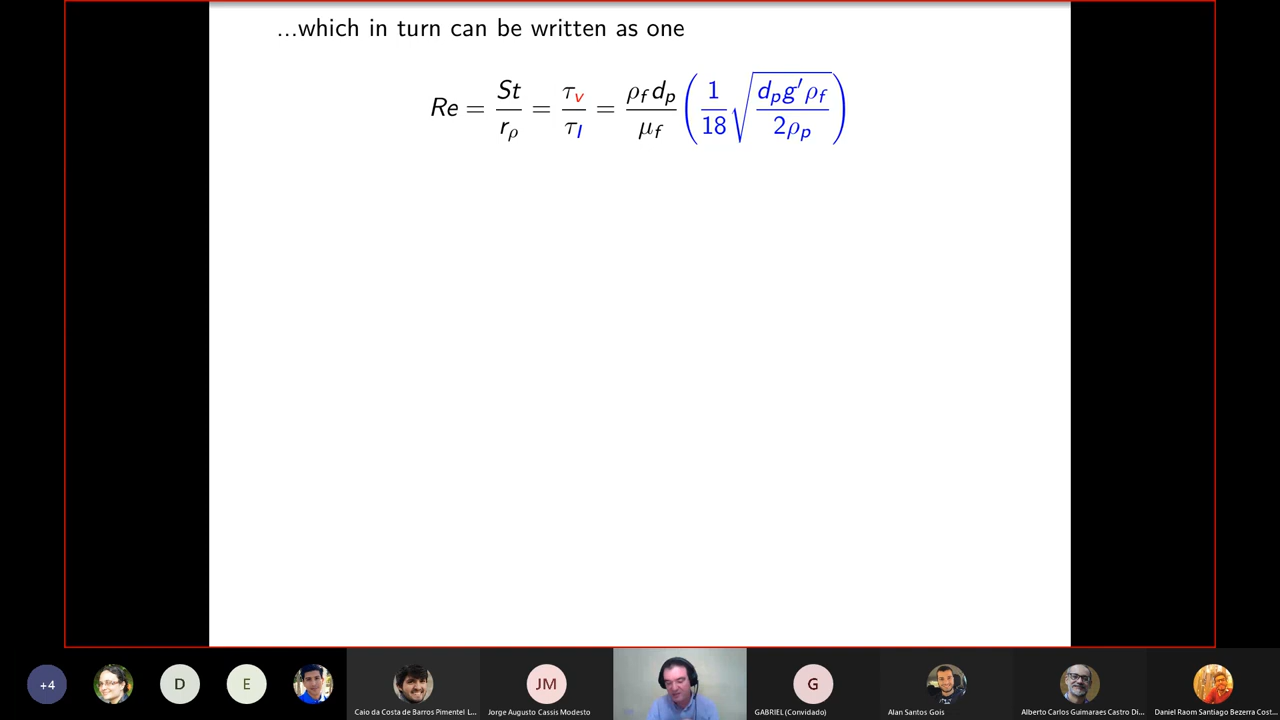 ...which in turn can be written as one
Re = St/r_ρ = τ_v/τ_I = ρ_f d_p/μ_f (1/18 √(d_p g′ ρ_f/2ρ_p))
+4
D
E
Caio da Costa de Barros Pimentel L...
JM
Jorge Augusto Cassis Modesto
G
GABRIEL (Convidado)
Alan Santos Gois
Alberto Carlos Guimaraes Castro Di...
Daniel Raom Santiago Bezerra Cost...